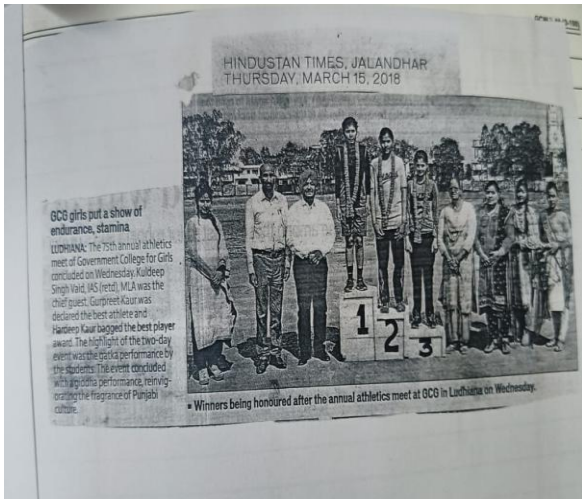 HINDUSTAN TIMES, JALANDHAR
THURSDAY, MARCH 15, 2018
GCG girls put a show of
endurance, stamina
LUDHIANA: The 75th annual athletics
meet of Government College for Girls
concluded on Wednesday. Kuldeep
Singh Vaid, IAS (retd), MLA was the
chief guest. Gurpreet Kaur was
declared the best athlete and
Hardeep Kaur bagged the best player
award. The highlight of the two-day
event was the gatka performance by
the students. The event concluded
with a giddha performance, reinvig-
orating the fragrance of Punjabi
culture.
1
2
3
▪ Winners being honoured after the annual athletics meet at GCG in Ludhiana on Wednesday.